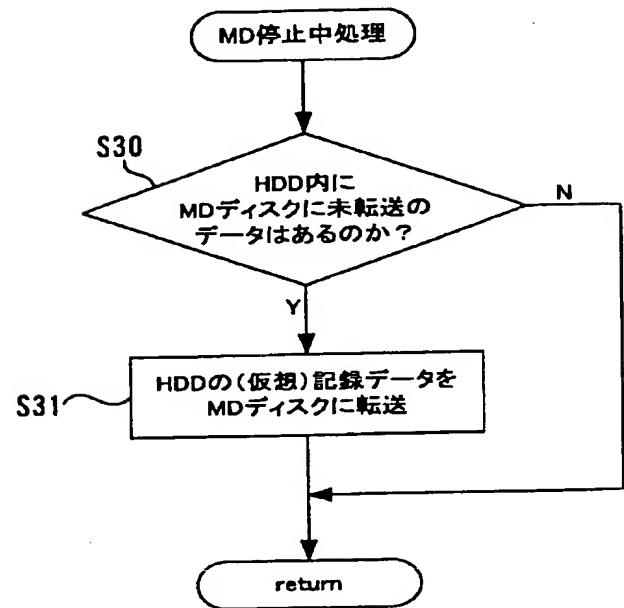 MD停止中処理
S30
HDD内に
MDディスクに未転送の
データはあるのか？
N
Y
S31
HDDの(仮想)記録データを
MDディスクに転送
return